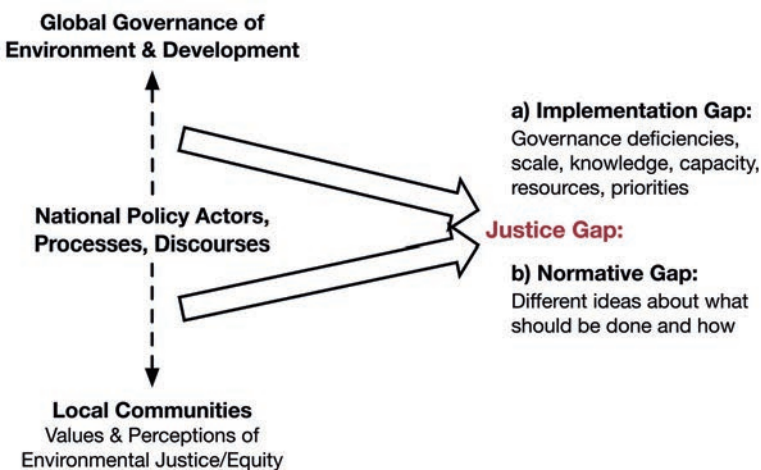 Global Governance of
Environment & Development
National Policy Actors,
Processes, Discourses
Local Communities
Values & Perceptions of
Environmental Justice/Equity
a) Implementation Gap:
Governance deficiencies,
scale, knowledge, capacity,
resources, priorities
Justice Gap:
b) Normative Gap:
Different ideas about what
should be done and how